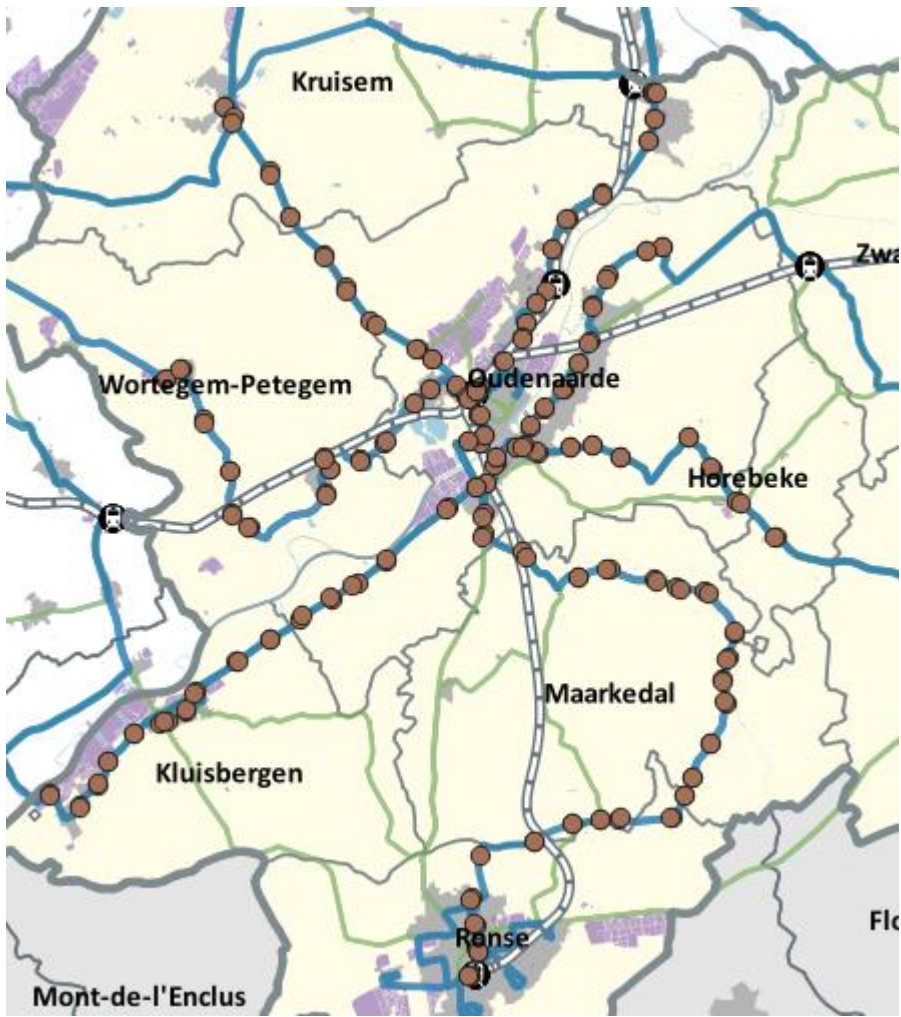 Kruisem
Zwa
Wortegem-Petegem
Oudenaarde
Horebeke
Maarkedal
Kluisbergen
Flo
Ronse
Mont-de-l'Enclus